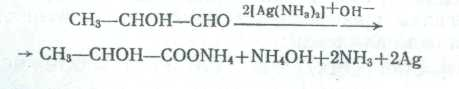 CH₃—CHOH—CHO 2[Ag(NH₃)₂]⁺OH⁻
→ CH₃—CHOH—COONH₄+NH₄OH+2NH₃+2Ag